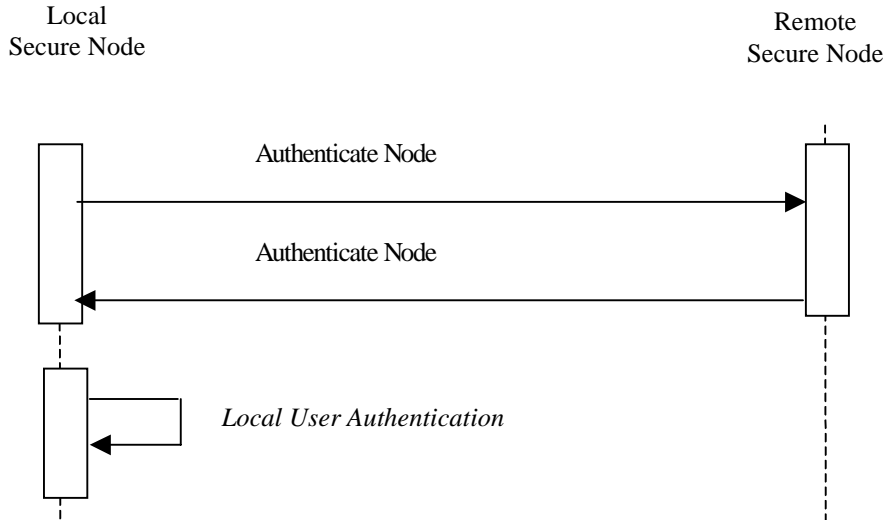 Local
Secure Node
Remote
Secure Node
Authenticate Node
Authenticate Node
Local User Authentication